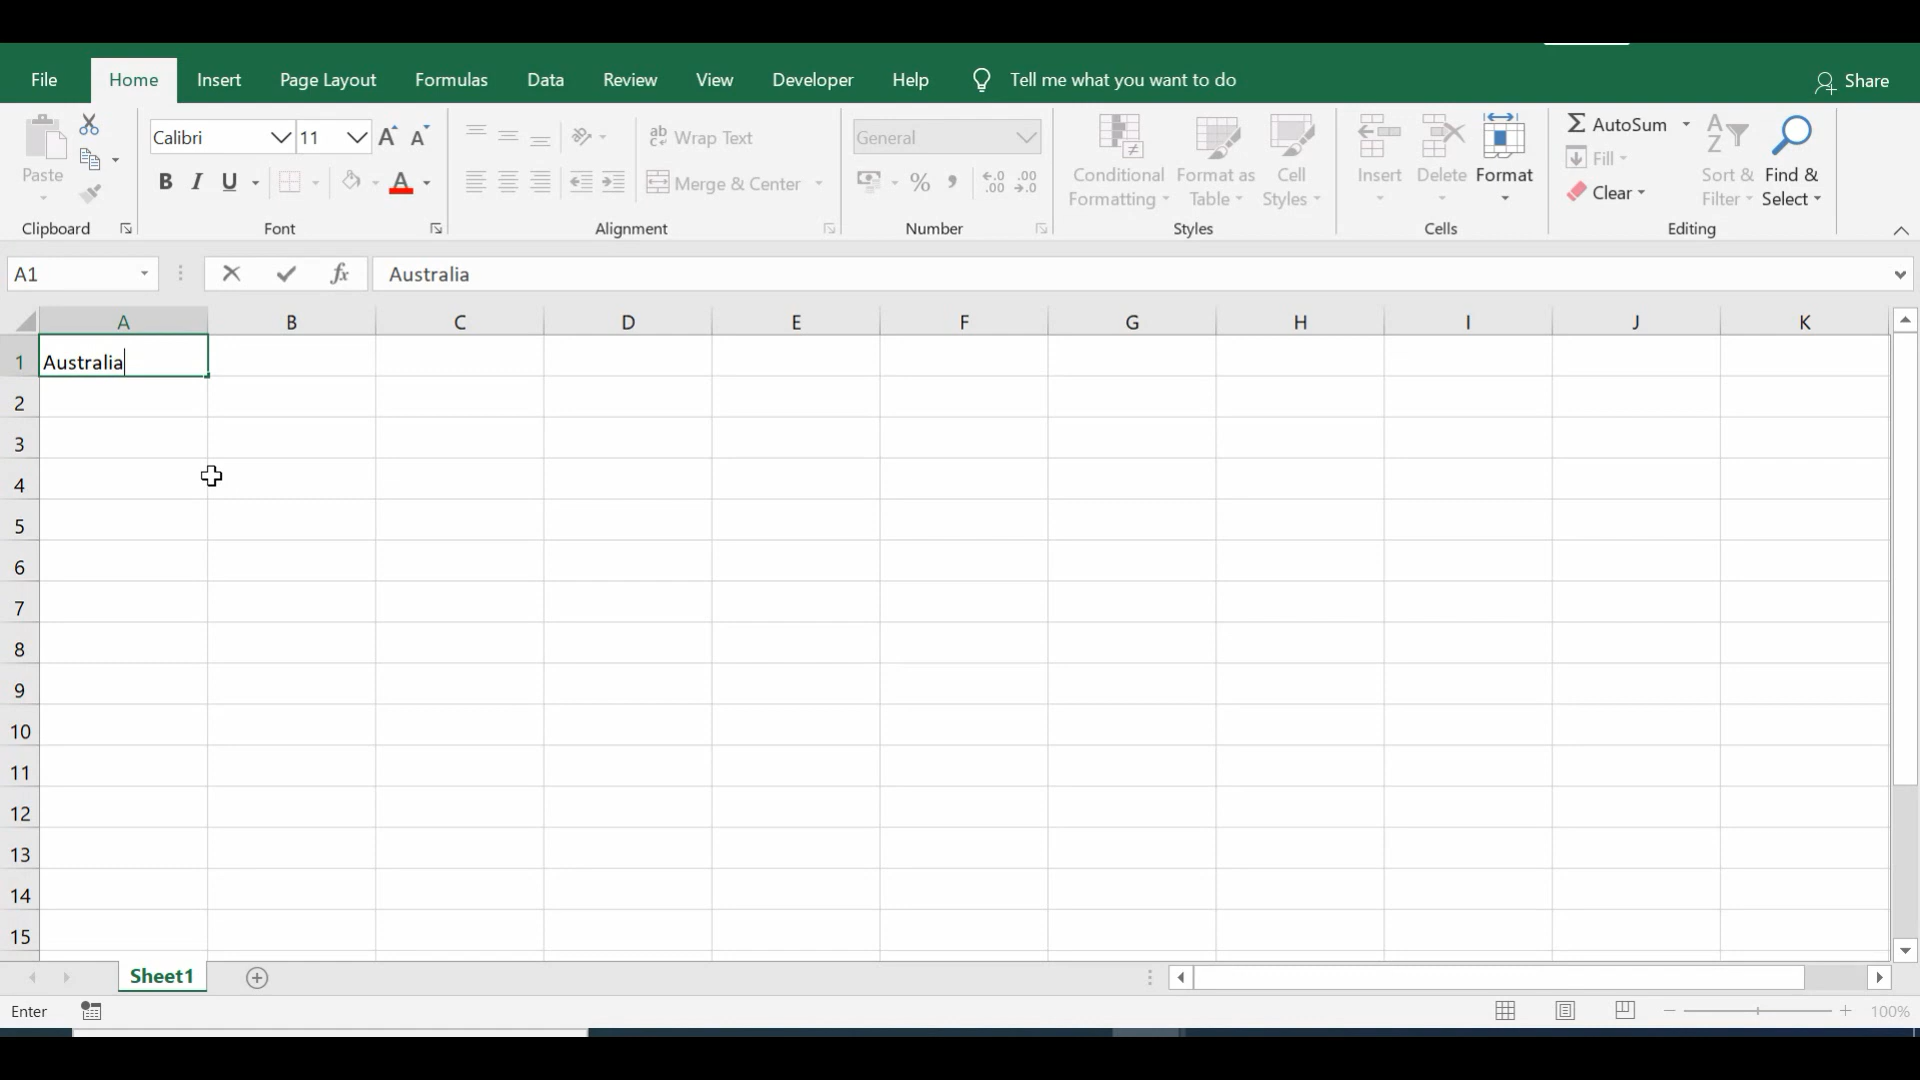 File Home Insert Page Layout Formulas Data Review View Developer Help Tell me what you want to do Share
Calibri 11 Wrap Text General AutoSum
Paste Fill
B I U Merge & Center % , Conditional Formatting Format as Table Cell Styles Insert Delete Format Clear Sort & Filter Find & Select
Clipboard Font Alignment Number Styles Cells Editing
A1 fx Australia
A B C D E F G H I J K
1 Australia
2
3
4
5
6
7
8
9
10
11
12
13
14
15
Sheet1
Enter 100%